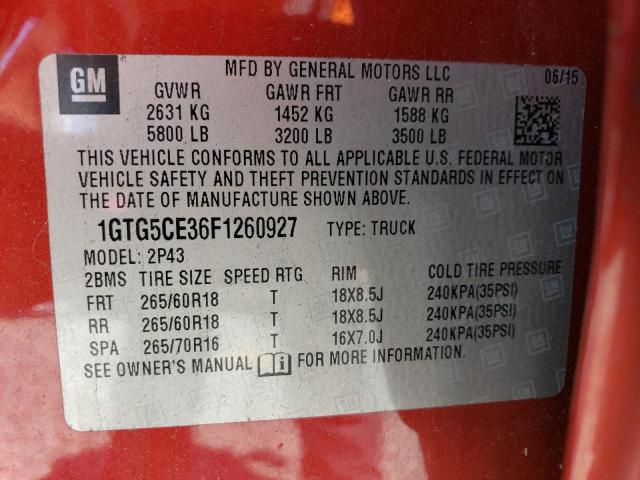 GM
MFD BY GENERAL MOTORS LLC 06/15
GVWR GAWR FRT GAWR RR
2631 KG 1452 KG 1588 KG
5800 LB 3200 LB 3500 LB
THIS VEHICLE CONFORMS TO ALL APPLICABLE U.S. FEDERAL MOTOR
VEHICLE SAFETY AND THEFT PREVENTION STANDARDS IN EFFECT ON
THE DATE OF MANUFACTURE SHOWN ABOVE.
1GTG5CE36F1260927 TYPE: TRUCK
MODEL: 2P43
2BMS TIRE SIZE SPEED RTG RIM COLD TIRE PRESSURE
FRT 265/60R18 T 18X8.5J 240KPA(35PSI)
RR 265/60R18 T 18X8.5J 240KPA(35PSI)
SPA 265/70R16 T 16X7.0J 240KPA(35PSI)
SEE OWNER'S MANUAL FOR MORE INFORMATION.